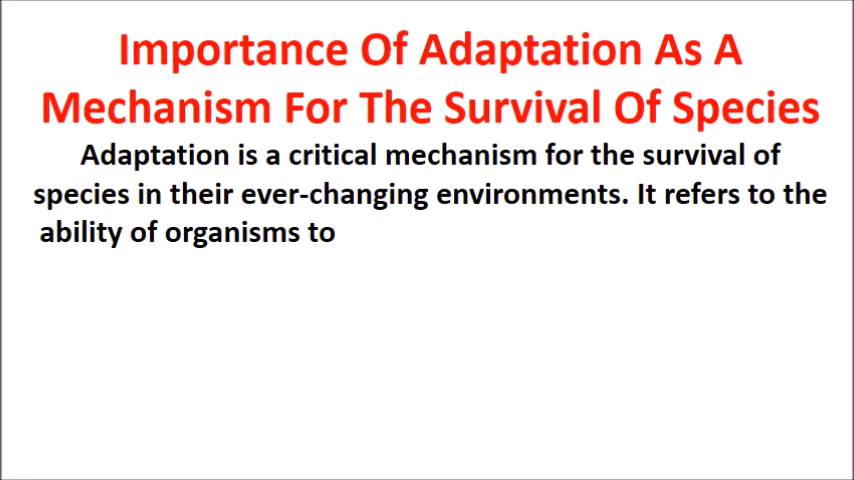 Importance Of Adaptation As A
Mechanism For The Survival Of Species
Adaptation is a critical mechanism for the survival of
species in their ever-changing environments. It refers to the
ability of organisms to